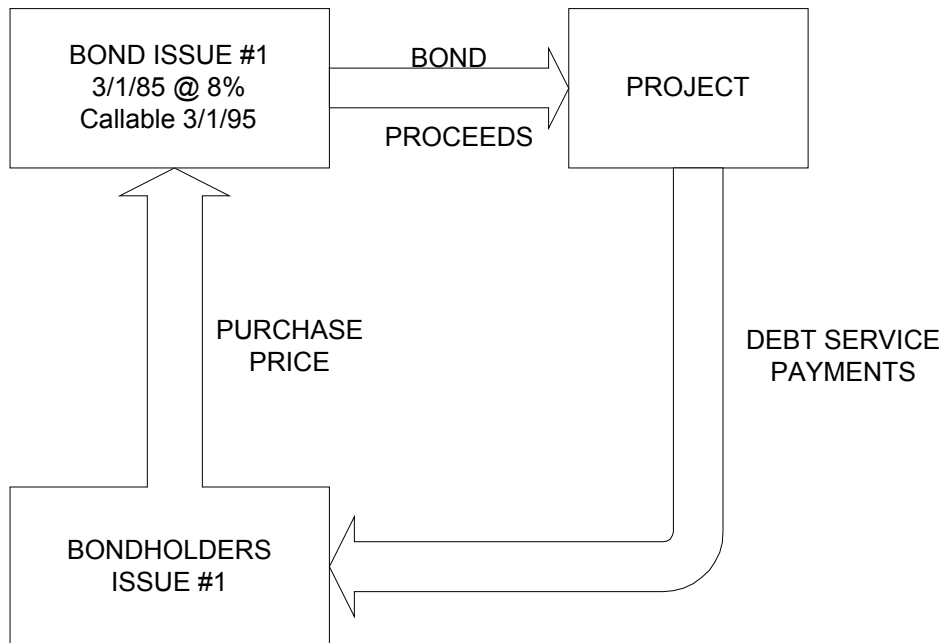 BOND ISSUE #1
3/1/85 @ 8%
Callable 3/1/95
BOND
PROCEEDS
PROJECT
PURCHASE
PRICE
DEBT SERVICE
PAYMENTS
BONDHOLDERS
ISSUE #1